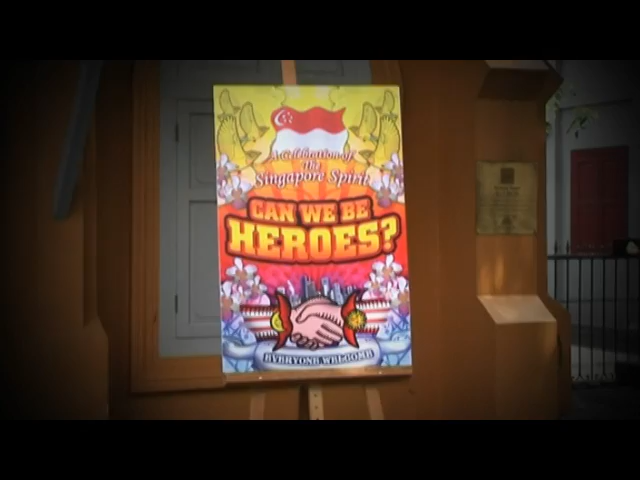 A Celebration of
The
Singapore Spirit
CAN WE BE
HEROES?
EVERYONE WELCOME